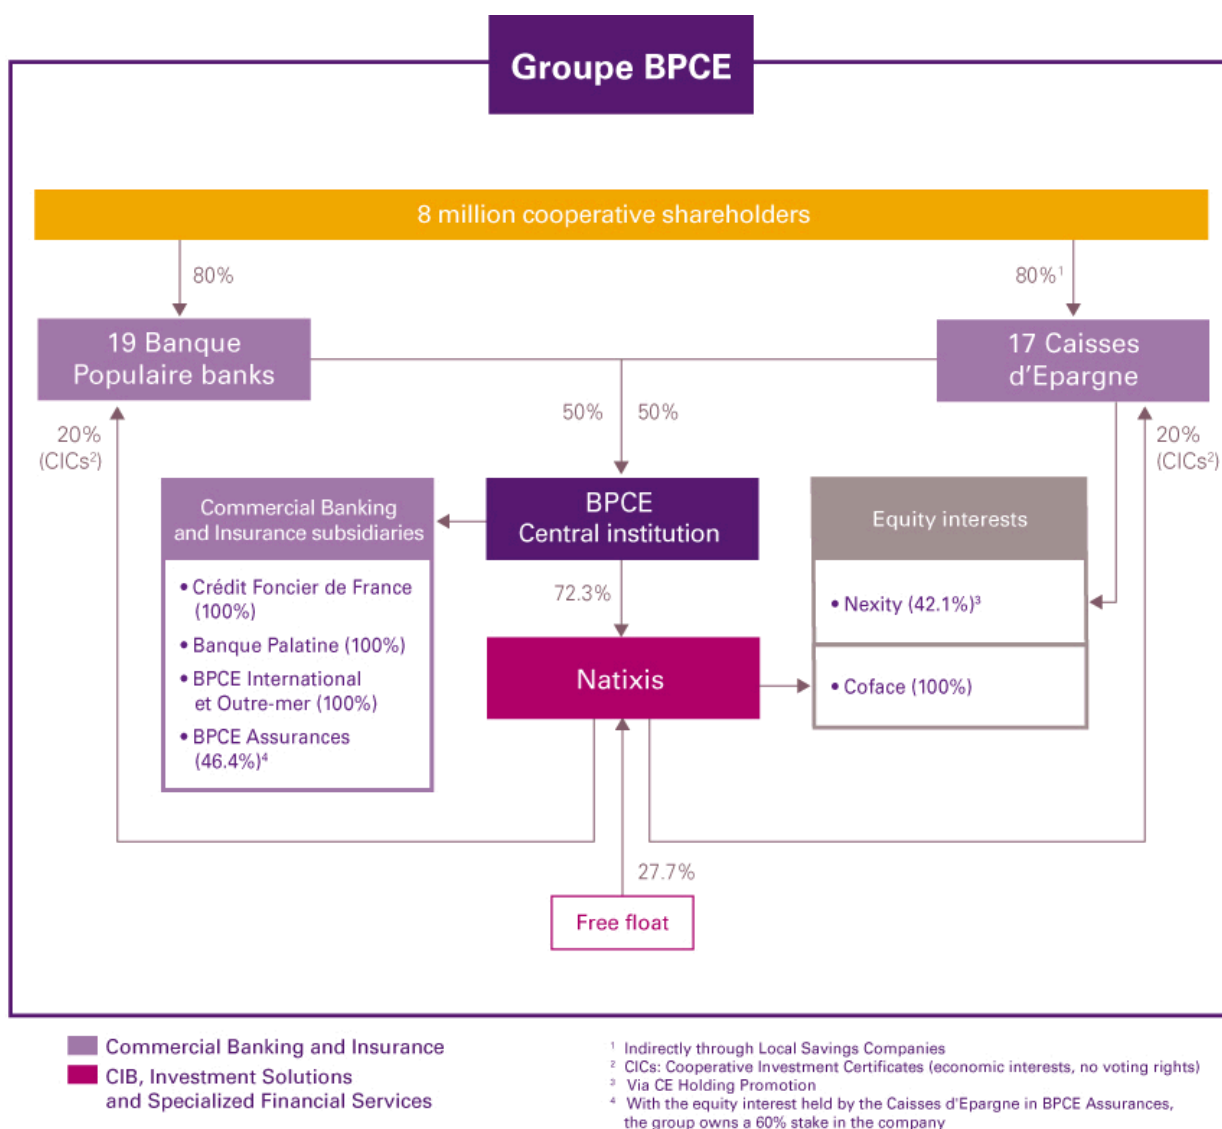 Groupe BPCE
8 million cooperative shareholders
80%
80%¹
19 Banque
Populaire banks
17 Caisses
d'Epargne
50%
50%
20%
(CICs²)
20%
(CICs²)
Commercial Banking
and Insurance subsidiaries
BPCE
Central institution
Equity interests
• Crédit Foncier de France
(100%)
• Banque Palatine (100%)
• BPCE International
et Outre-mer (100%)
• BPCE Assurances
(46.4%)⁴
72.3%
• Nexity (42.1%)³
Natixis
• Coface (100%)
27.7%
Free float
Commercial Banking and Insurance
CIB, Investment Solutions
and Specialized Financial Services
¹ Indirectly through Local Savings Companies
² CICs: Cooperative Investment Certificates (economic interests, no voting rights)
³ Via CE Holding Promotion
⁴ With the equity interest held by the Caisses d'Epargne in BPCE Assurances,
the group owns a 60% stake in the company